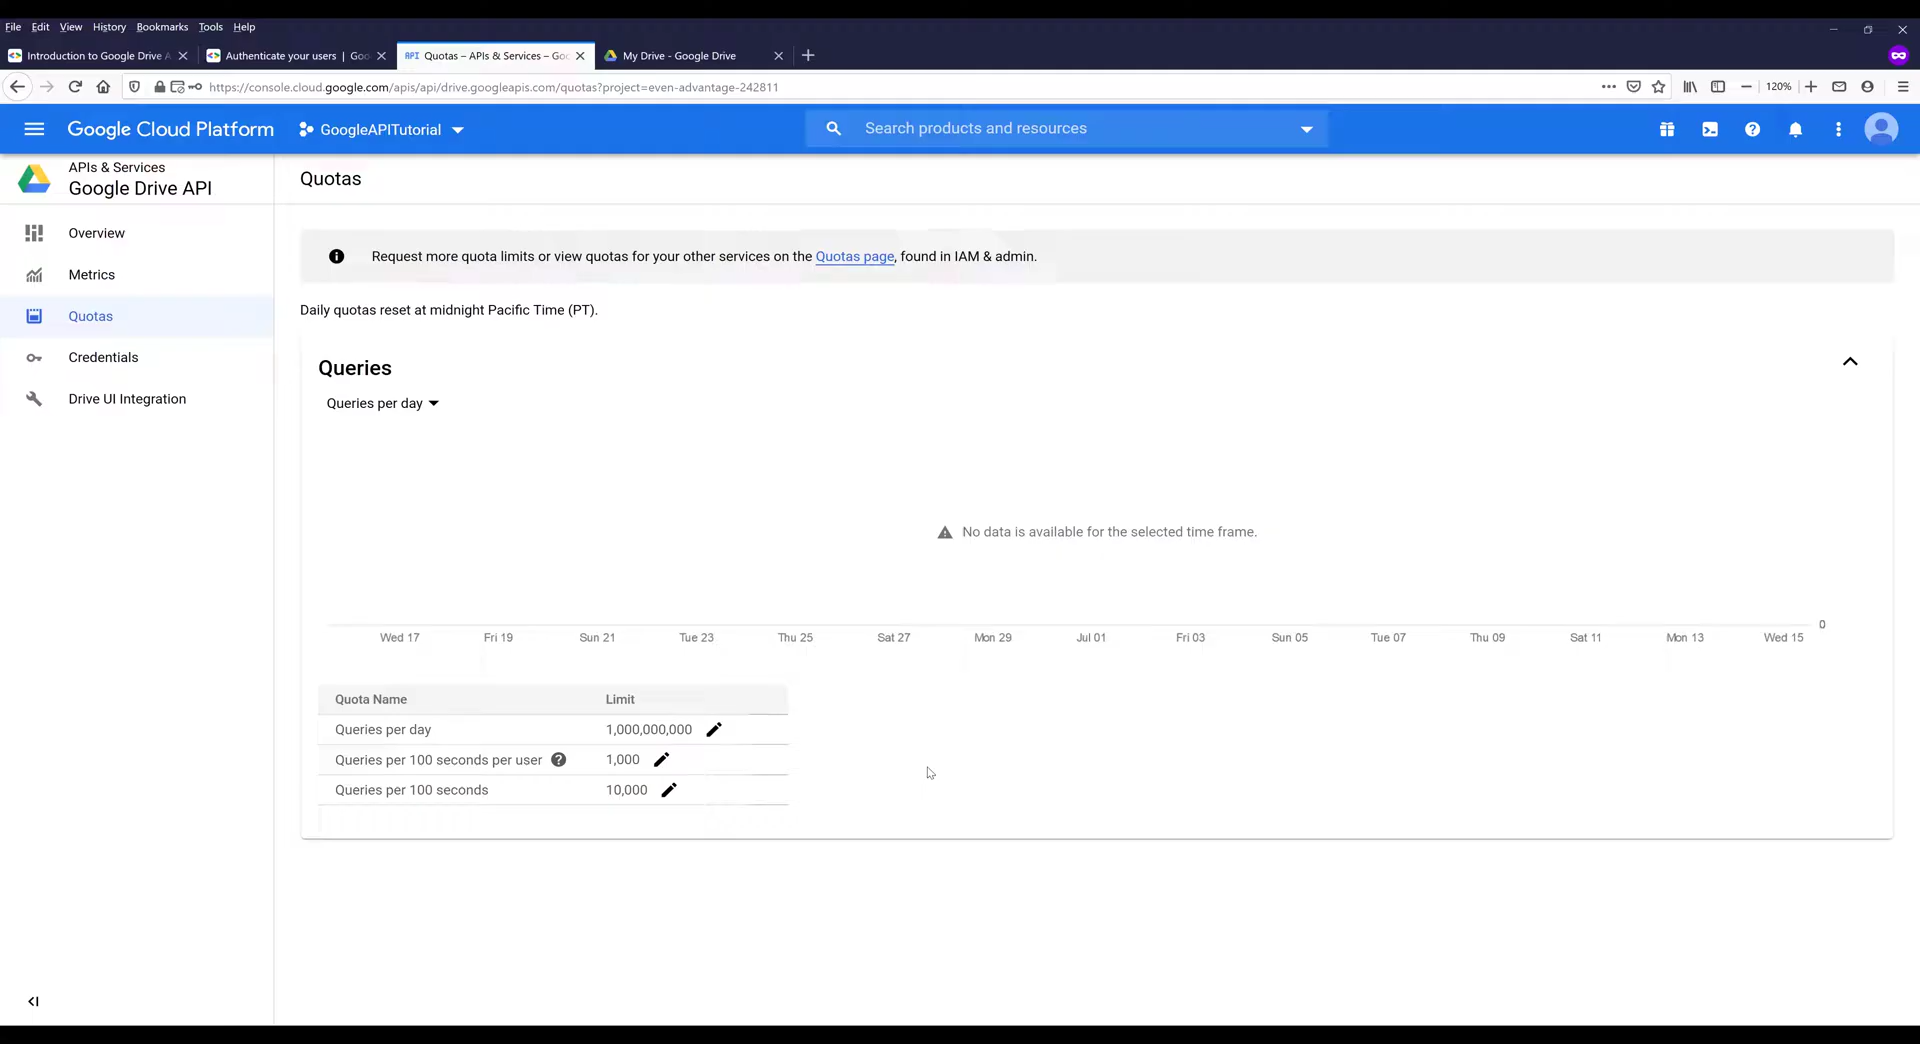 File Edit View History Bookmarks Tools Help
Introduction to Google Drive A
Authenticate your users | Goo
API Quotas – APIs & Services – Goo
My Drive - Google Drive
https://console.cloud.google.com/apis/api/drive.googleapis.com/quotas?project=even-advantage-242811
120%
Google Cloud Platform
GoogleAPITutorial
Search products and resources
APIs & Services
Google Drive API
Quotas
Overview
Metrics
Quotas
Credentials
Drive UI Integration
Request more quota limits or view quotas for your other services on the Quotas page, found in IAM & admin.
Daily quotas reset at midnight Pacific Time (PT).
Queries
Queries per day
No data is available for the selected time frame.
0
Wed 17 Fri 19 Sun 21 Tue 23 Thu 25 Sat 27 Mon 29 Jul 01 Fri 03 Sun 05 Tue 07 Thu 09 Sat 11 Mon 13 Wed 15
Quota Name Limit
Queries per day 1,000,000,000
Queries per 100 seconds per user 1,000
Queries per 100 seconds 10,000